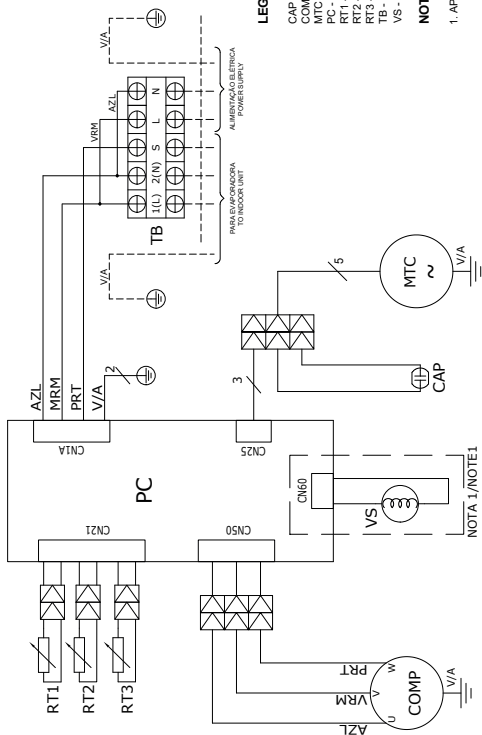 V/A
AZL
VRM
N
L
S
2(N)
1(L)
TB
ALIMENTAÇÃO ELÉTRICA
POWER SUPPLY
PARA EVAPORADORA
TO INDOOR UNIT
V/A
AZL
MRM
PRT
V/A
2
CN1A
CN21
PC
CN25
CN50
CN60
VS
NOTA 1/NOTE1
3
5
MTC
~
V/A
CAP
RT1
RT2
RT3
AZL
VRM
PRT
U
V
W
COMP
V/A
LEG
CAP
COM
MTC
PC -
RT1 -
RT2 -
RT3 -
TB -
VS -
NOT
1. AP